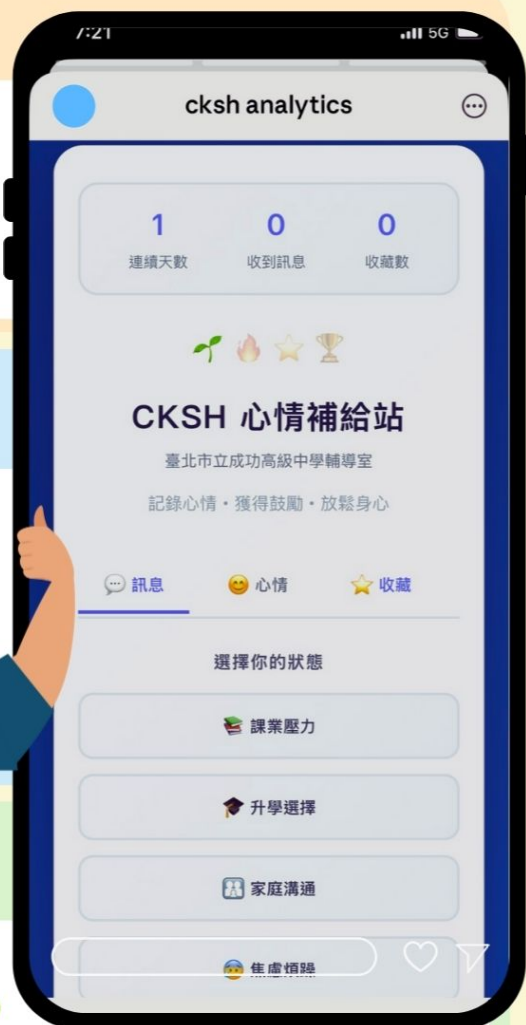 7:21 5G
cksh analytics
1 0 0
連續天數 收到訊息 收藏數
CKSH 心情補給站
臺北市立成功高級中學輔導室
記錄心情・獲得鼓勵・放鬆身心
訊息 心情 收藏
選擇你的狀態
課業壓力
升學選擇
家庭溝通
焦慮煩躁